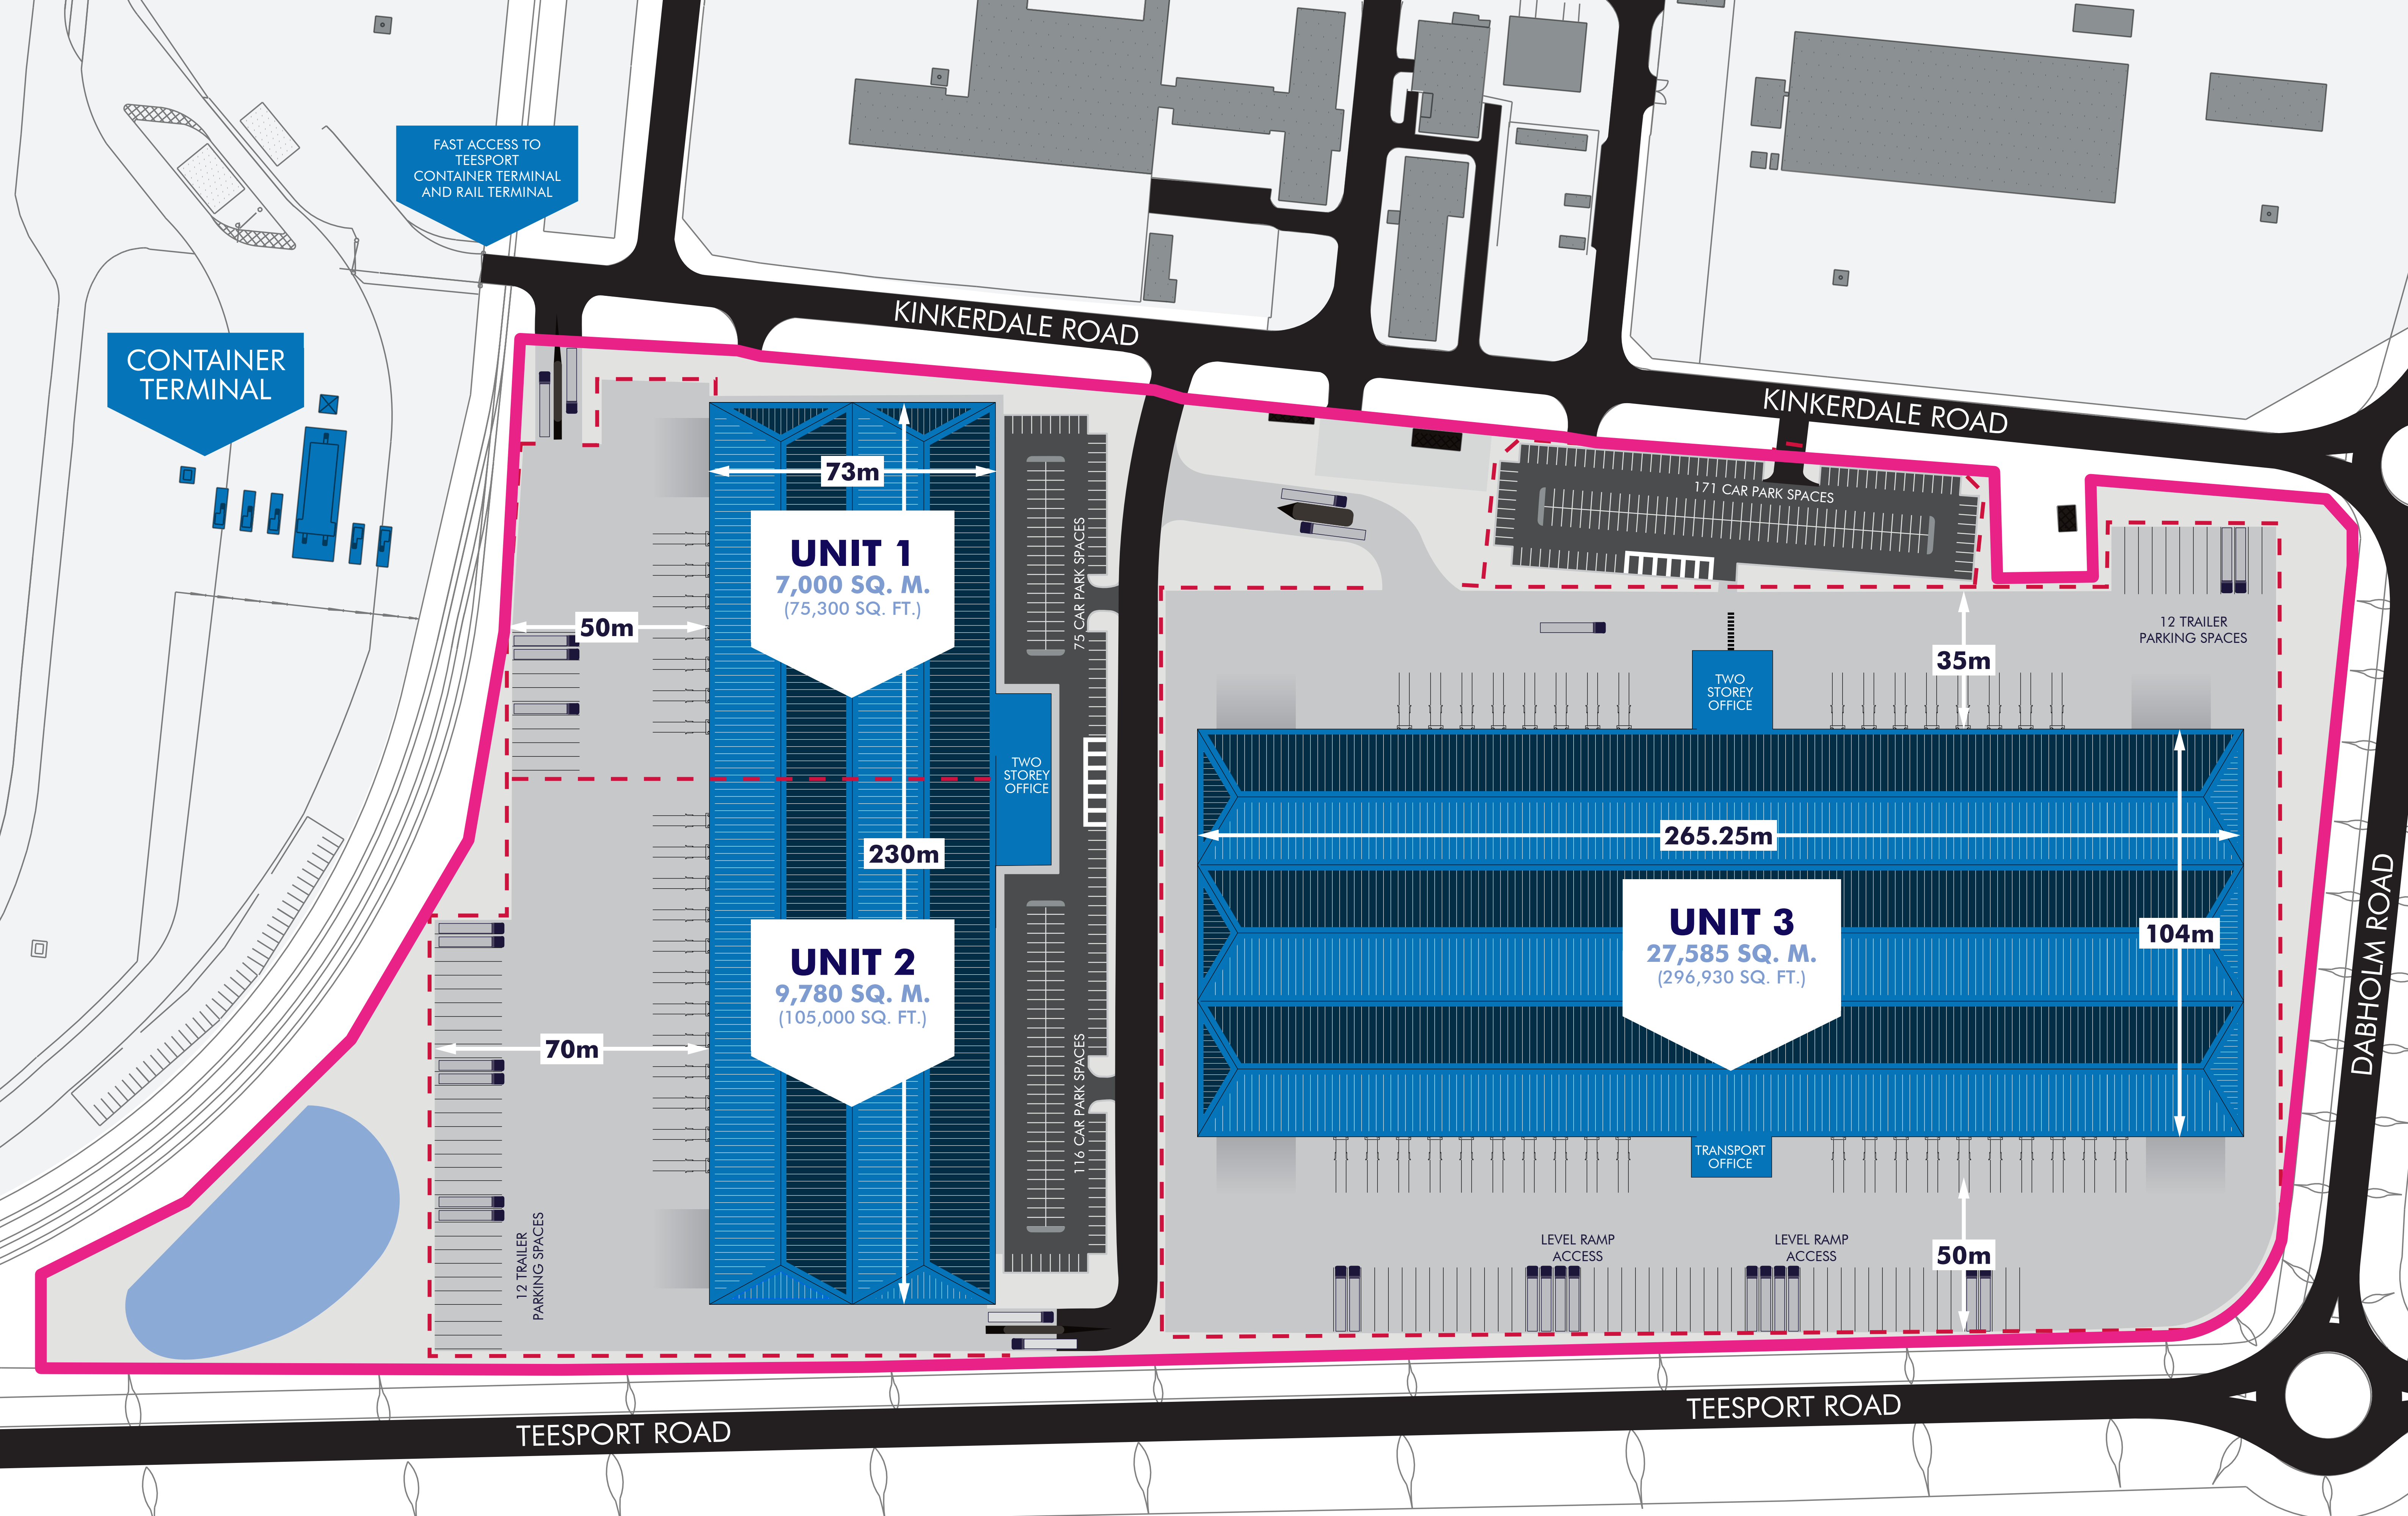 FAST ACCESS TO
TEESPORT
CONTAINER TERMINAL
AND RAIL TERMINAL
CONTAINER
TERMINAL
KINKERDALE ROAD
KINKERDALE ROAD
73m
UNIT 1
7,000 SQ. M.
(75,300 SQ. FT.)
50m
75 CAR PARK SPACES
171 CAR PARK SPACES
12 TRAILER
PARKING SPACES
35m
TWO
STOREY
OFFICE
TWO
STOREY
OFFICE
230m
265.25m
UNIT 2
9,780 SQ. M.
(105,000 SQ. FT.)
UNIT 3
27,585 SQ. M.
(296,930 SQ. FT.)
104m
DABHOLM ROAD
70m
116 CAR PARK SPACES
TRANSPORT
OFFICE
12 TRAILER
PARKING SPACES
LEVEL RAMP
ACCESS
LEVEL RAMP
ACCESS
50m
TEESPORT ROAD
TEESPORT ROAD